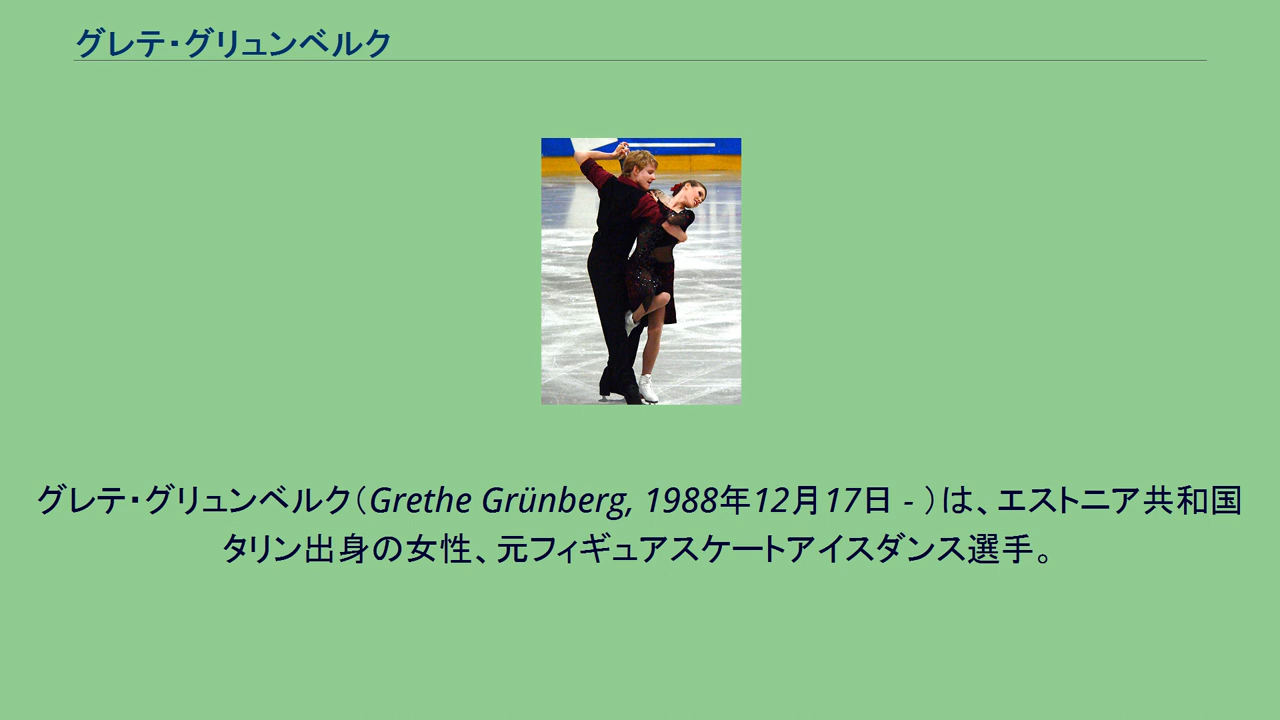 グレテ・グリュンベルク
グレテ・グリュンベルク（Grethe Grünberg, 1988年12月17日 - ）は、エストニア共和国
タリン出身の女性、元フィギュアスケートアイスダンス選手。